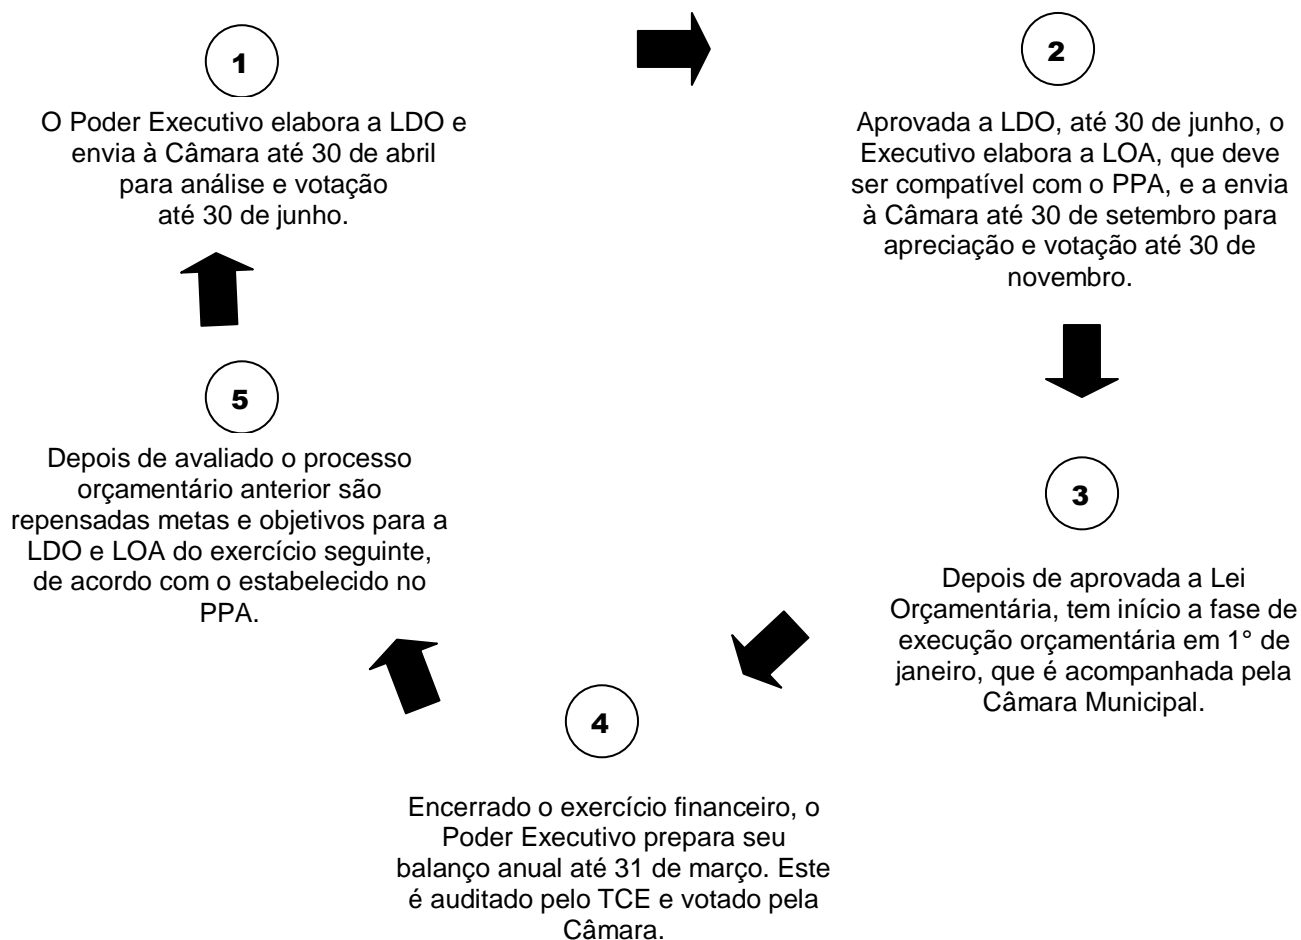 1
O Poder Executivo elabora a LDO e
envia à Câmara até 30 de abril
para análise e votação
até 30 de junho.
2
Aprovada a LDO, até 30 de junho, o
Executivo elabora a LOA, que deve
ser compatível com o PPA, e a envia
à Câmara até 30 de setembro para
apreciação e votação até 30 de
novembro.
3
Depois de aprovada a Lei
Orçamentária, tem início a fase de
execução orçamentária em 1° de
janeiro, que é acompanhada pela
Câmara Municipal.
4
Encerrado o exercício financeiro, o
Poder Executivo prepara seu
balanço anual até 31 de março. Este
é auditado pelo TCE e votado pela
Câmara.
5
Depois de avaliado o processo
orçamentário anterior são
repensadas metas e objetivos para a
LDO e LOA do exercício seguinte,
de acordo com o estabelecido no
PPA.